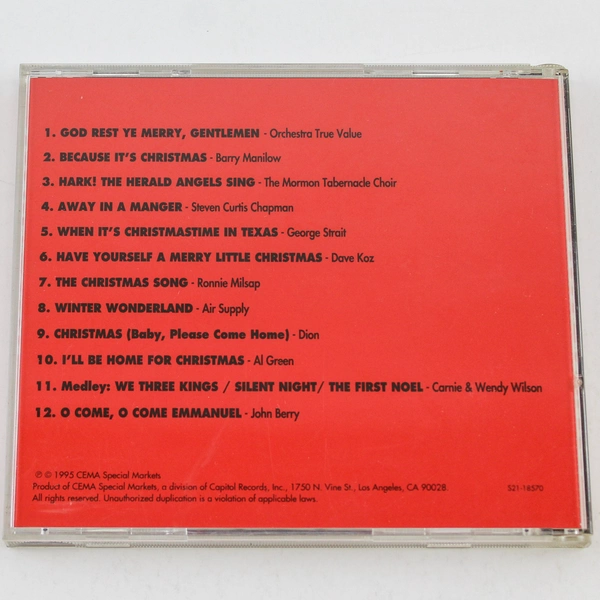 1. GOD REST YE MERRY, GENTLEMEN - Orchestra True Value
2. BECAUSE IT'S CHRISTMAS - Barry Manilow
3. HARK! THE HERALD ANGELS SING - The Mormon Tabernacle Choir
4. AWAY IN A MANGER - Steven Curtis Chapman
5. WHEN IT'S CHRISTMASTIME IN TEXAS - George Strait
6. HAVE YOURSELF A MERRY LITTLE CHRISTMAS - Dave Koz
7. THE CHRISTMAS SONG - Ronnie Milsap
8. WINTER WONDERLAND - Air Supply
9. CHRISTMAS (Baby, Please Come Home) - Dion
10. I'LL BE HOME FOR CHRISTMAS - Al Green
11. Medley: WE THREE KINGS / SILENT NIGHT/ THE FIRST NOEL - Carnie & Wendy Wilson
12. O COME, O COME EMMANUEL - John Berry
℗ © 1995 CEMA Special Markets
Product of CEMA Special Markets, a division of Capitol Records, Inc., 1750 N. Vine St., Los Angeles, CA 90028.
All rights reserved. Unauthorized duplication is a violation of applicable laws.
S21-18570